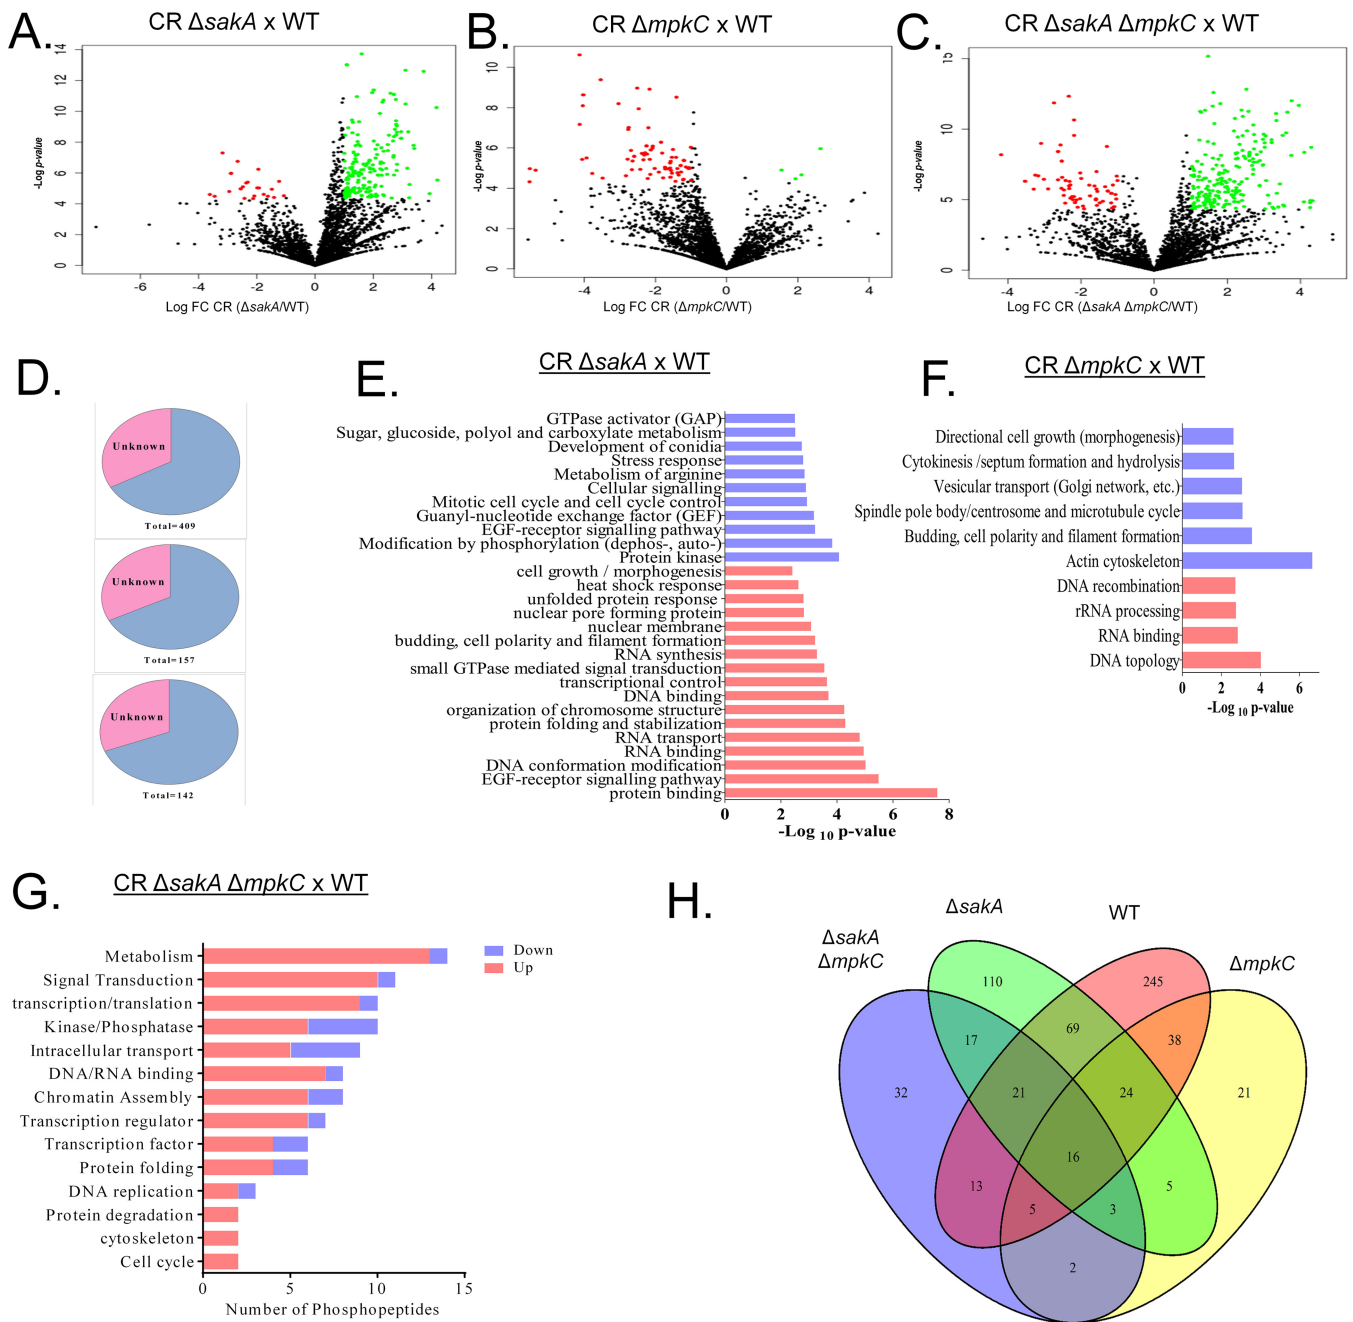 A.
CR ΔsakA x WT
-Log p-value
14
12
10
8
6
4
2
0
-6
-4
-2
0
2
4
Log FC CR (ΔsakA/WT)
B.
CR ΔmpkC x WT
-Log p-value
10
8
6
4
2
0
-4
-2
0
2
4
Log FC CR (ΔmpkC/WT)
C.
CR ΔsakA ΔmpkC x WT
-Log p-value
15
10
5
0
-4
-2
0
2
4
Log FC CR (ΔsakA ΔmpkC/WT)
D.
Unknown
Total=409
Unknown
Total=157
Unknown
Total=142
E.
CR ΔsakA x WT
GTPase activator (GAP)
Sugar, glucoside, polyol and carboxylate metabolism
Development of conidia
Stress response
Metabolism of arginine
Cellular signalling
Mitotic cell cycle and cell cycle control
Guanyl-nucleotide exchange factor (GEF)
EGF-receptor signalling pathway
Modification by phosphorylation (dephos-, auto-)
Protein kinase
cell growth / morphogenesis
heat shock response
unfolded protein response
nuclear pore forming protein
nuclear membrane
budding, cell polarity and filament formation
RNA synthesis
small GTPase mediated signal transduction
transcriptional control
DNA binding
organization of chromosome structure
protein folding and stabilization
RNA transport
RNA binding
DNA conformation modification
EGF-receptor signalling pathway
protein binding
0 2 4 6 8
-Log 10 p-value
F.
CR ΔmpkC x WT
Directional cell growth (morphogenesis)
Cytokinesis /septum formation and hydrolysis
Vesicular transport (Golgi network, etc.)
Spindle pole body/centrosome and microtubule cycle
Budding, cell polarity and filament formation
Actin cytoskeleton
DNA recombination
rRNA processing
RNA binding
DNA topology
0 2 4 6
-Log 10 p-value
G.
CR ΔsakA ΔmpkC x WT
Metabolism
Signal Transduction
transcription/translation
Kinase/Phosphatase
Intracellular transport
DNA/RNA binding
Chromatin Assembly
Transcription regulator
Transcription factor
Protein folding
DNA replication
Protein degradation
cytoskeleton
Cell cycle
0 5 10 15
Number of Phosphopeptides
Down
Up
H.
ΔsakA
ΔmpkC
ΔsakA
WT
ΔmpkC
110
245
69
17
38
32
21
24
21
16
13
5
5
3
2